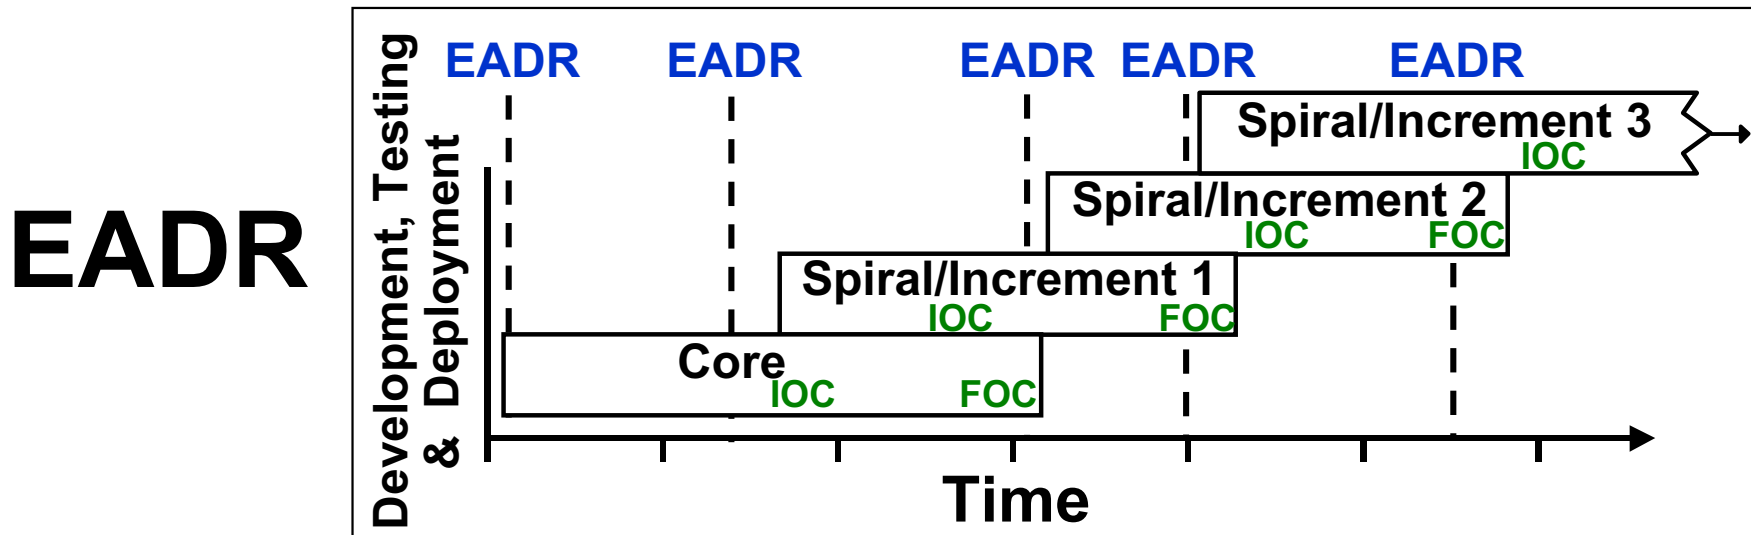 EADR
Development, Testing
& Deployment
EADR EADR EADR EADR EADR
Spiral/Increment 3
IOC
Spiral/Increment 2
IOC FOC
Spiral/Increment 1
IOC FOC
Core
IOC FOC
Time